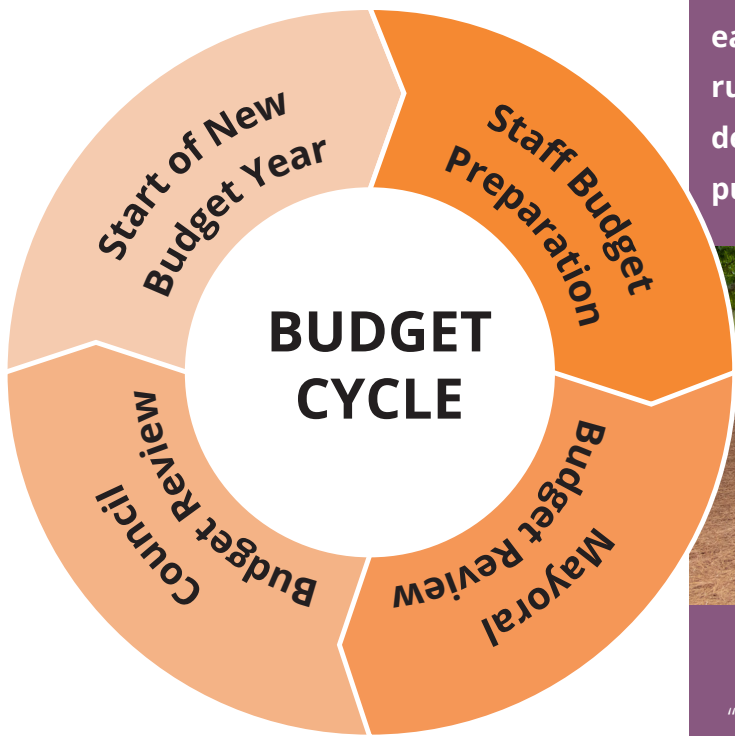 Start of New
Budget Year
Staff Budget
Preparation
Mayoral
Budget Review
Council
Budget Review
BUDGET
CYCLE